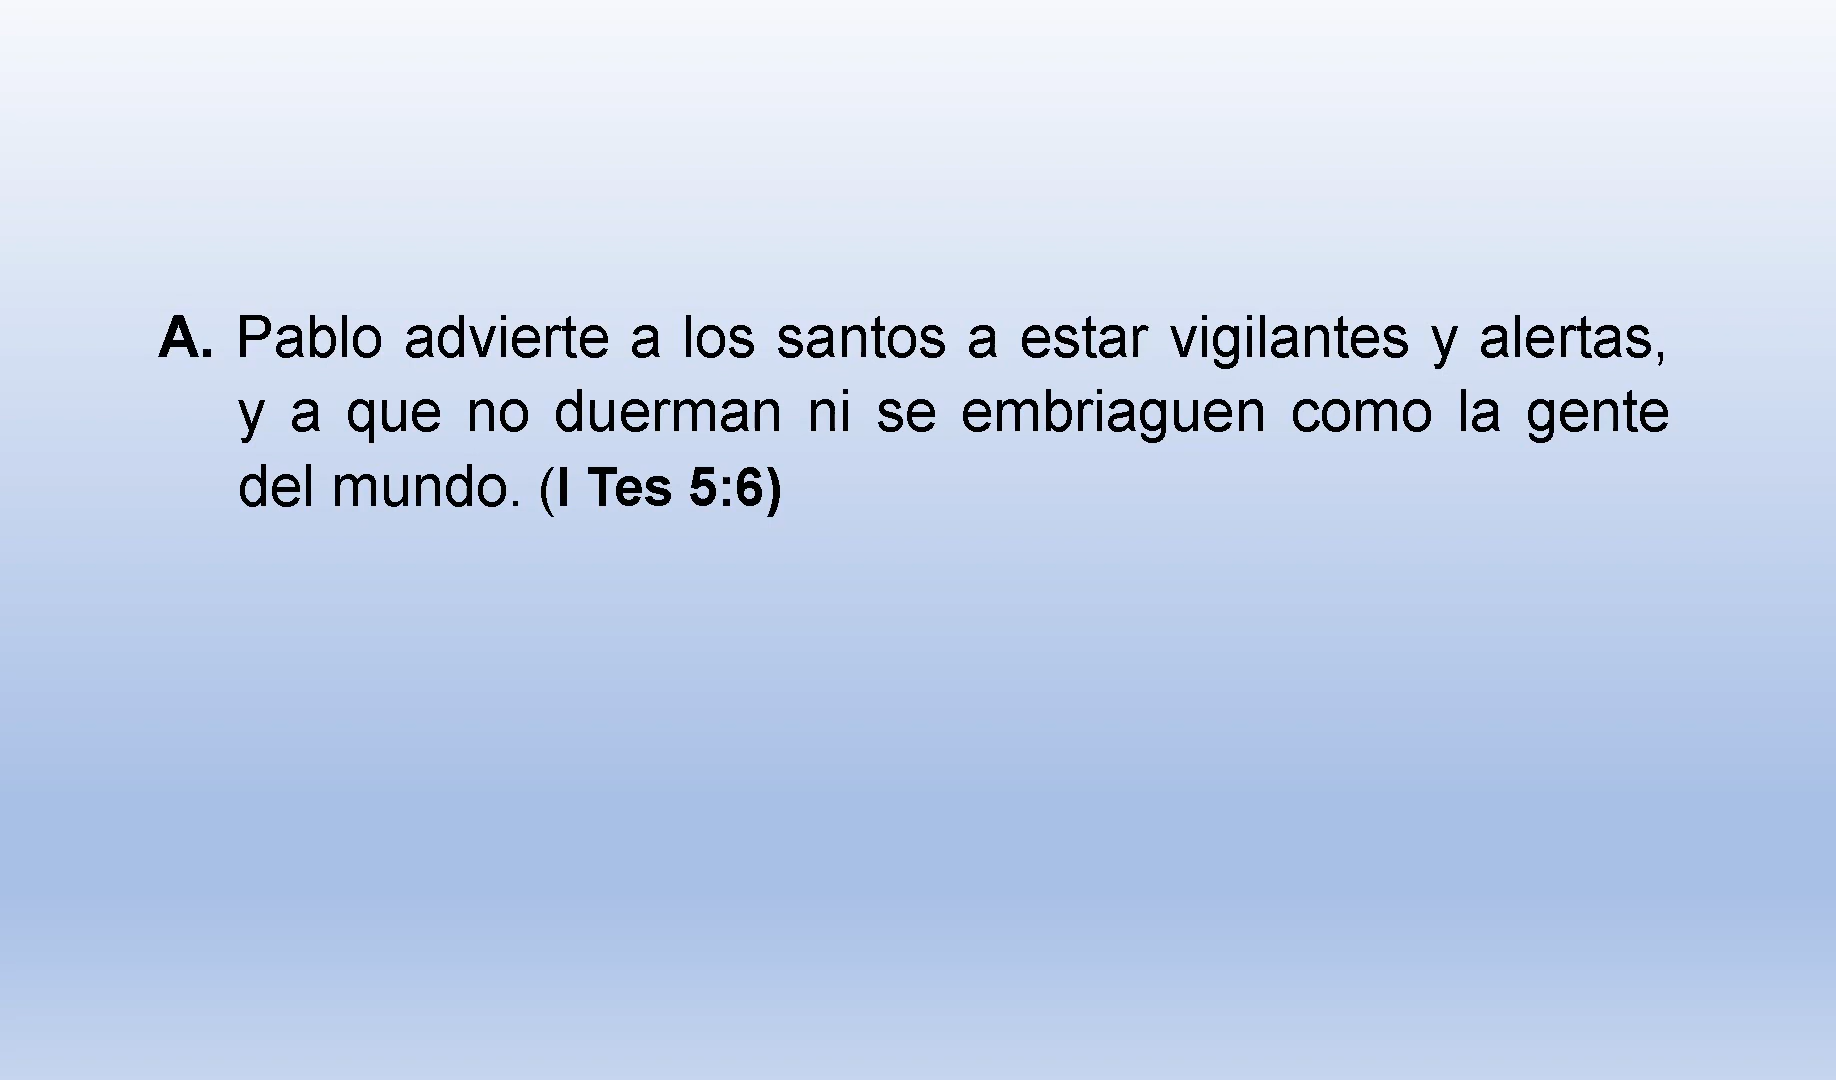 A. Pablo advierte a los santos a estar vigilantes y alertas,
y a que no duerman ni se embriaguen como la gente
del mundo. (I Tes 5:6)